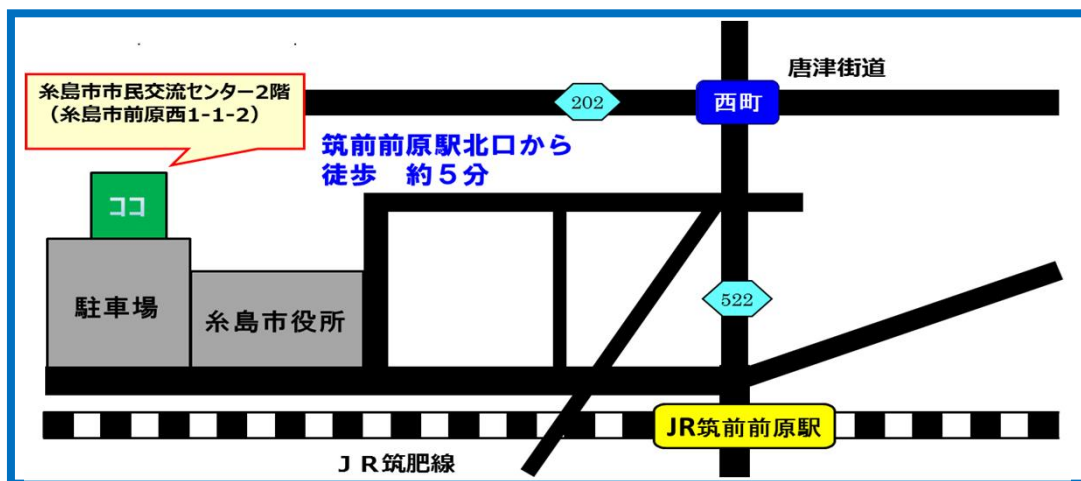 唐津街道
糸島市市民交流センター2階
（糸島市前原西1-1-2）
202
西町
筑前前原駅北口から
徒歩　約５分
ココ
駐車場
糸島市役所
522
JR筑前前原駅
ＪＲ筑肥線